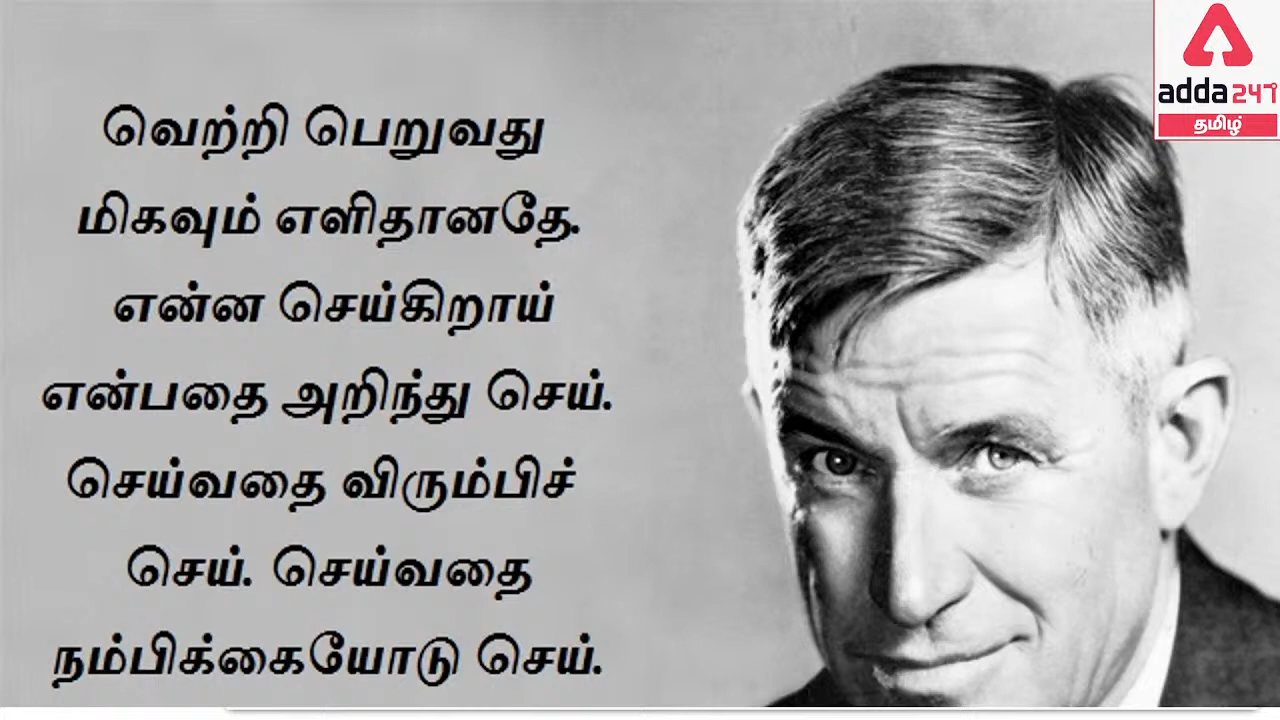 வெற்றி பெறுவது
மிகவும் எளிதானதே.
என்ன செய்கிறாய்
என்பதை அறிந்து செய்.
செய்வதை விரும்பிச்
செய். செய்வதை
நம்பிக்கையோடு செய்.
adda247
தமிழ்